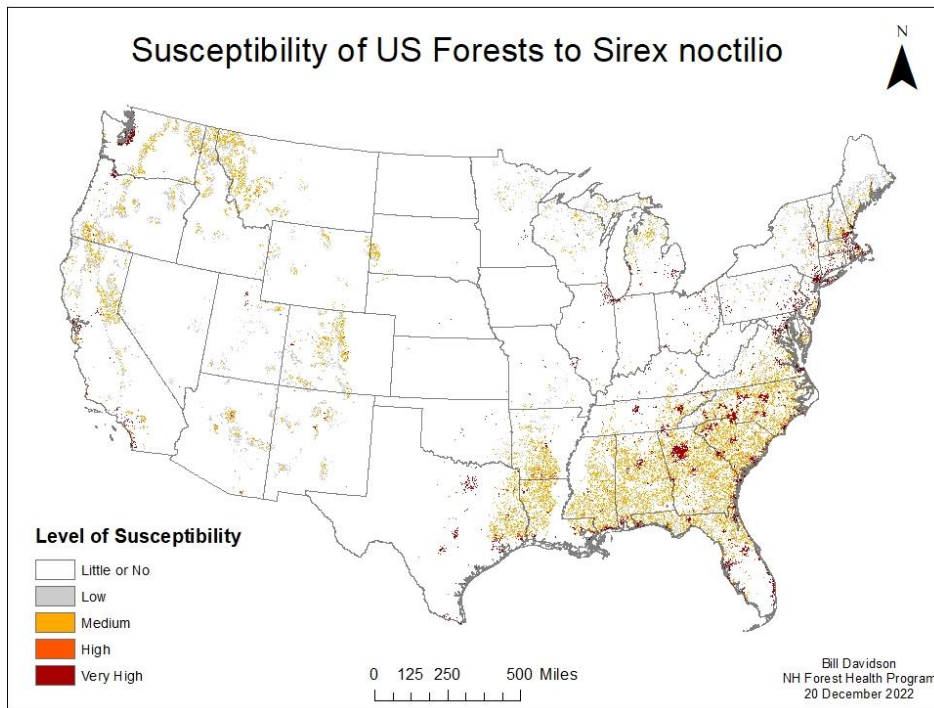 Susceptibility of US Forests to Sirex noctilio
N
Level of Susceptibility
Little or No
Low
Medium
High
Very High
0 125 250 500 Miles
Bill Davidson
NH Forest Health Program
20 December 2022